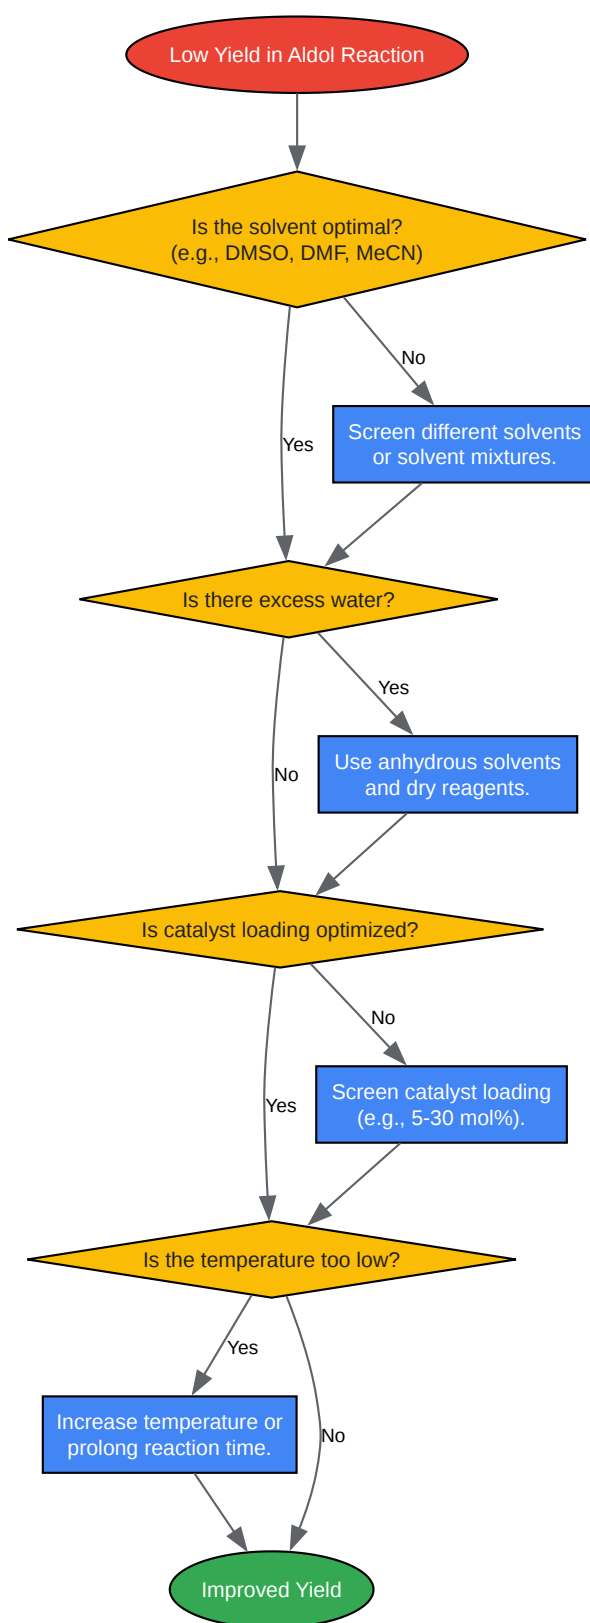 Low Yield in Aldol Reaction
Is the solvent optimal?
(e.g., DMSO, DMF, MeCN)
No
Yes
Screen different solvents
or solvent mixtures.
Is there excess water?
Yes
No
Use anhydrous solvents
and dry reagents.
Is catalyst loading optimized?
No
Yes
Screen catalyst loading
(e.g., 5-30 mol%).
Is the temperature too low?
Yes
No
Increase temperature or
prolong reaction time.
Improved Yield